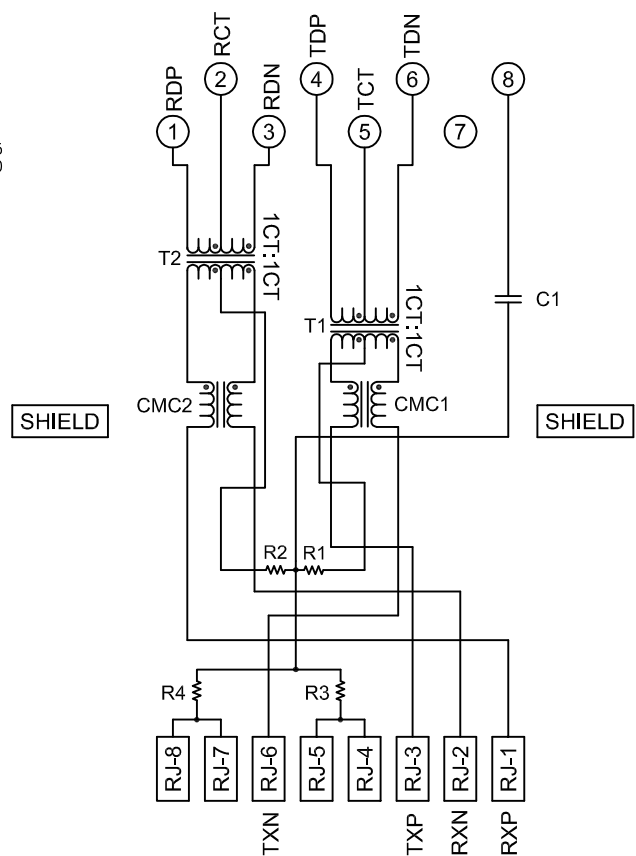 RDP
RCT
RDN
TDP
TCT
TDN
1
2
3
4
5
6
7
8
T2
1CT:1CT
T1
1CT:1CT
C1
CMC2
CMC1
SHIELD
SHIELD
R2
R1
R4
R3
RJ-8
RJ-7
RJ-6
RJ-5
RJ-4
RJ-3
RJ-2
RJ-1
TXN
TXP
RXN
RXP